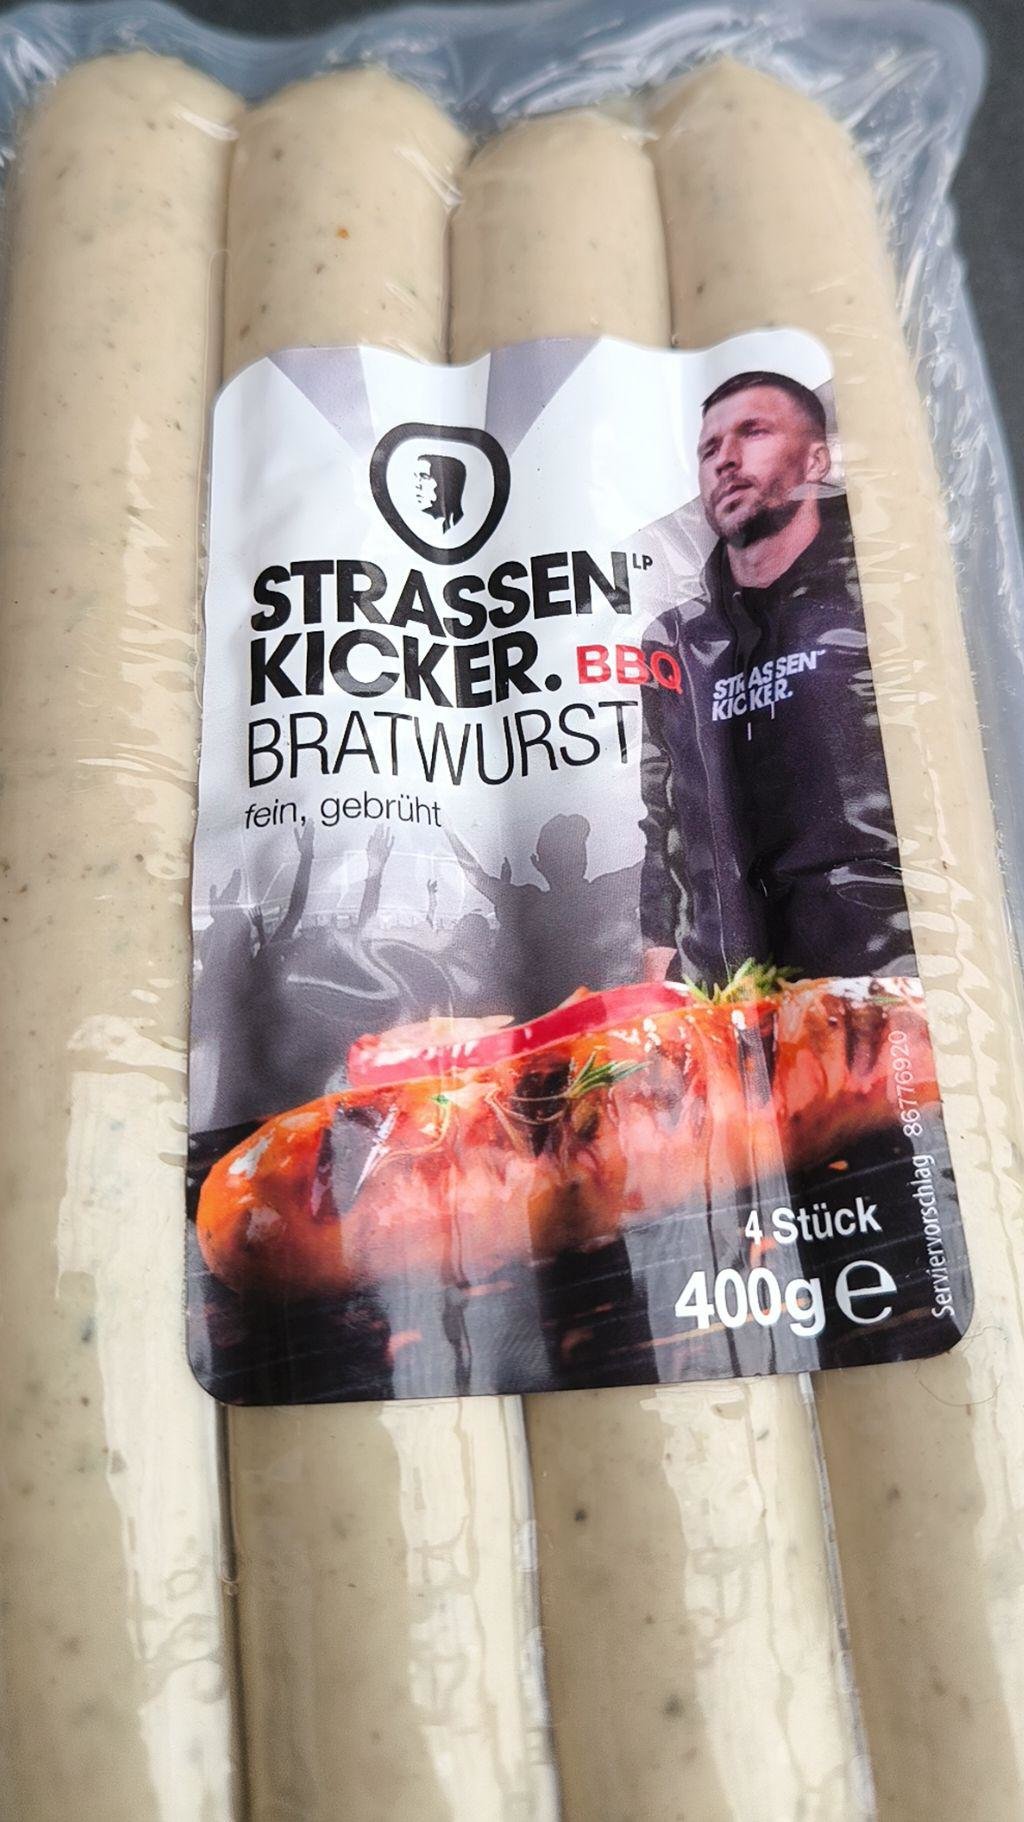 STRASSEN LP
KICKER. BBQ
BRATWURST
fein, gebrüht
STRASSEN
KICKER.
4 Stück
400g e
Serviervorschlag 86776920